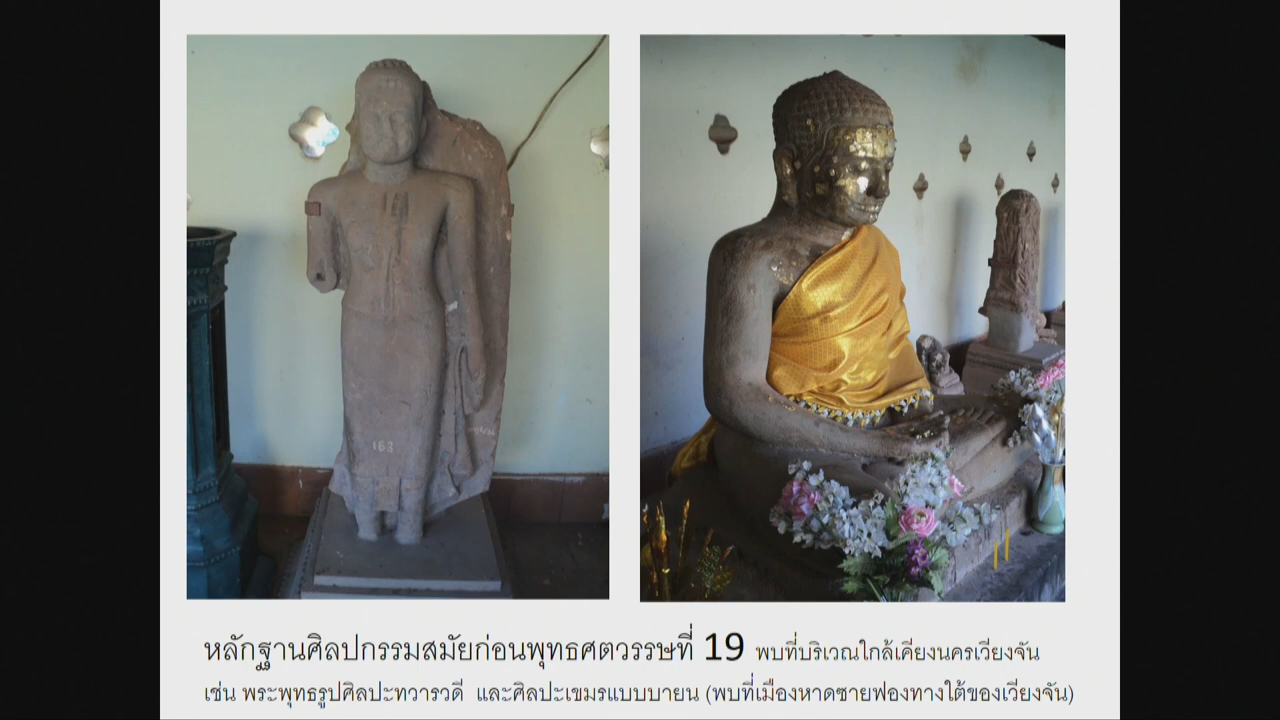 163
หลักฐานศิลปกรรมสมัยก่อนพุทธศตวรรษที่ 19 พบที่บริเวณใกล้เคียงนครเวียงจัน
เช่น พระพุทธรูปศิลปะทวารวดี และศิลปะเขมรแบบบายน (พบที่เมืองหาดซายฟองทางใต้ของเวียงจัน)